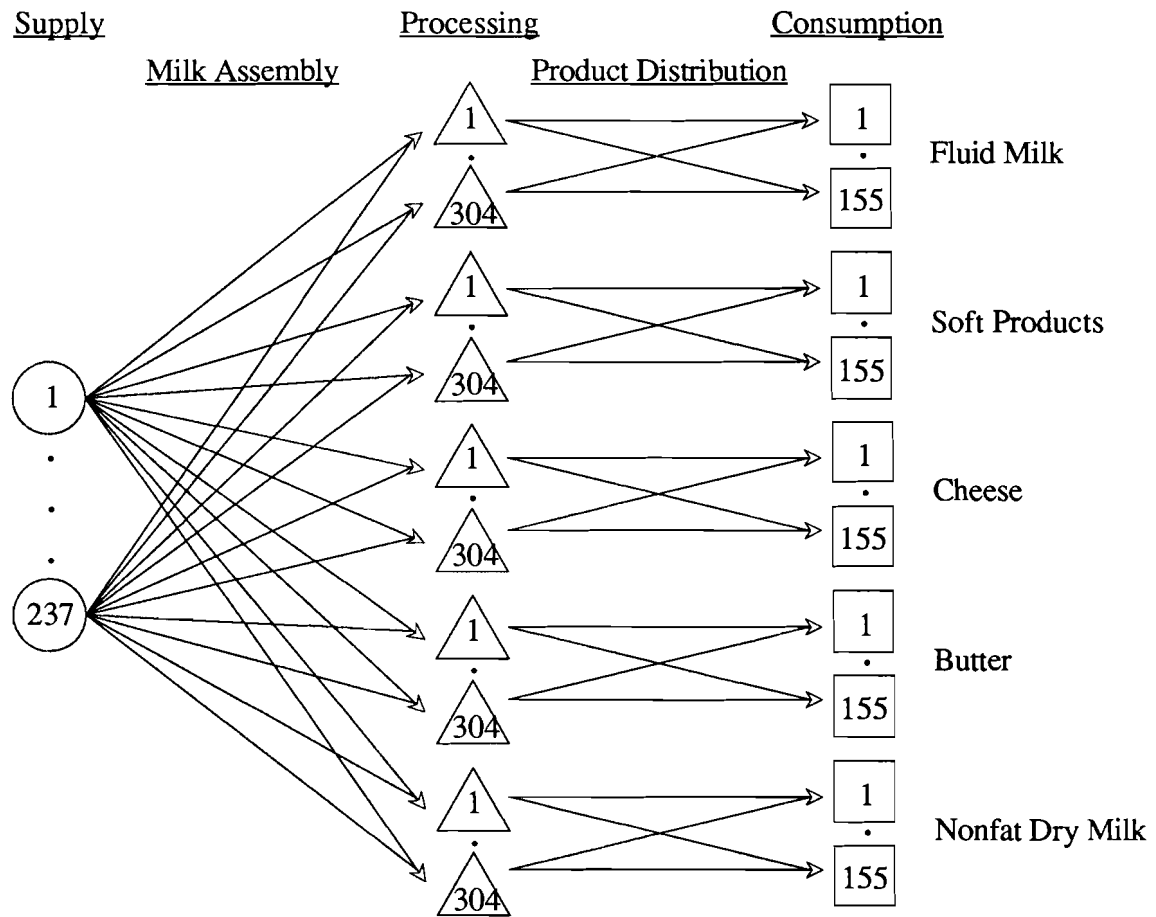 Supply Processing Consumption
Milk Assembly Product Distribution
1 1
Fluid Milk
304 155
1 1
Soft Products
304 155
1
1 1
Cheese
304 155
237
1 1
Butter
304 155
1 1
Nonfat Dry Milk
304 155